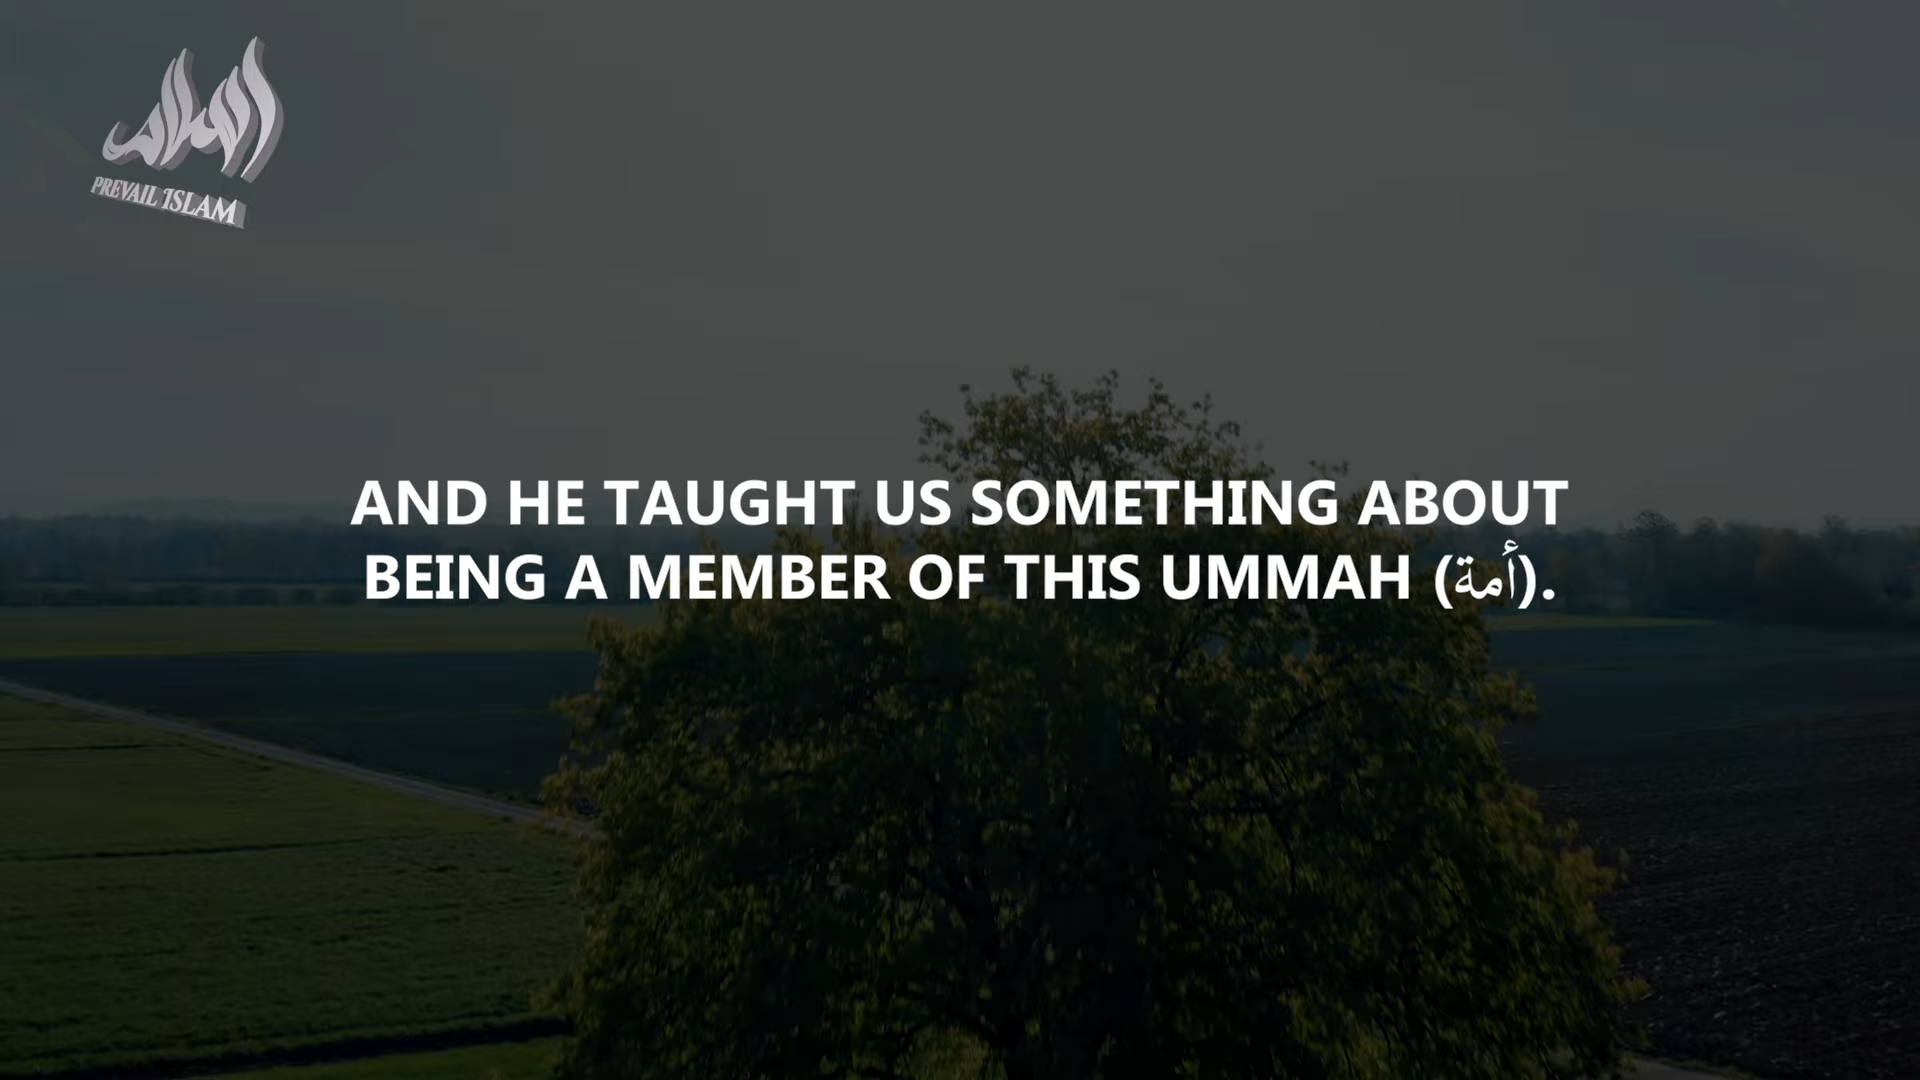 PREVAIL ISLAM
AND HE TAUGHT US SOMETHING ABOUT
BEING A MEMBER OF THIS UMMAH (أمة).